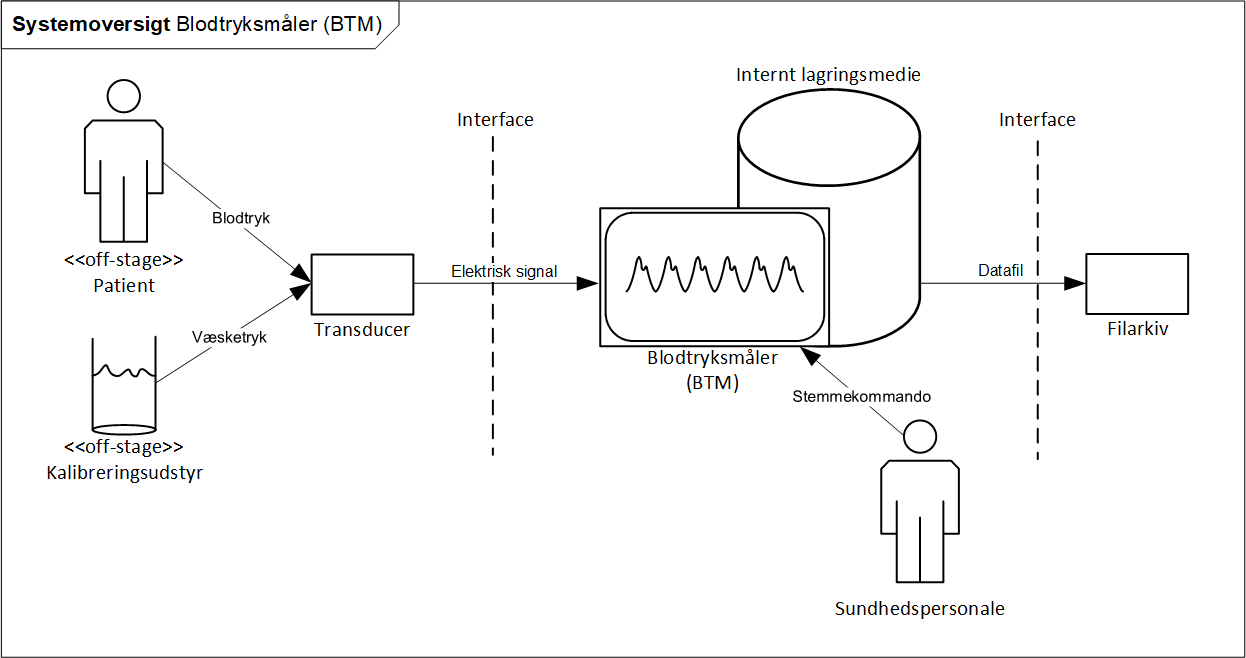 Systemoversigt Blodtryksmåler (BTM)
Internt lagringsmedie
Interface
Interface
Blodtryk
<<off-stage>>
Patient
Elektrisk signal
Datafil
Transducer
Filarkiv
Væsketryk
Blodtryksmåler
(BTM)
Stemmekommando
<<off-stage>>
Kalibreringsudstyr
Sundhedspersonale